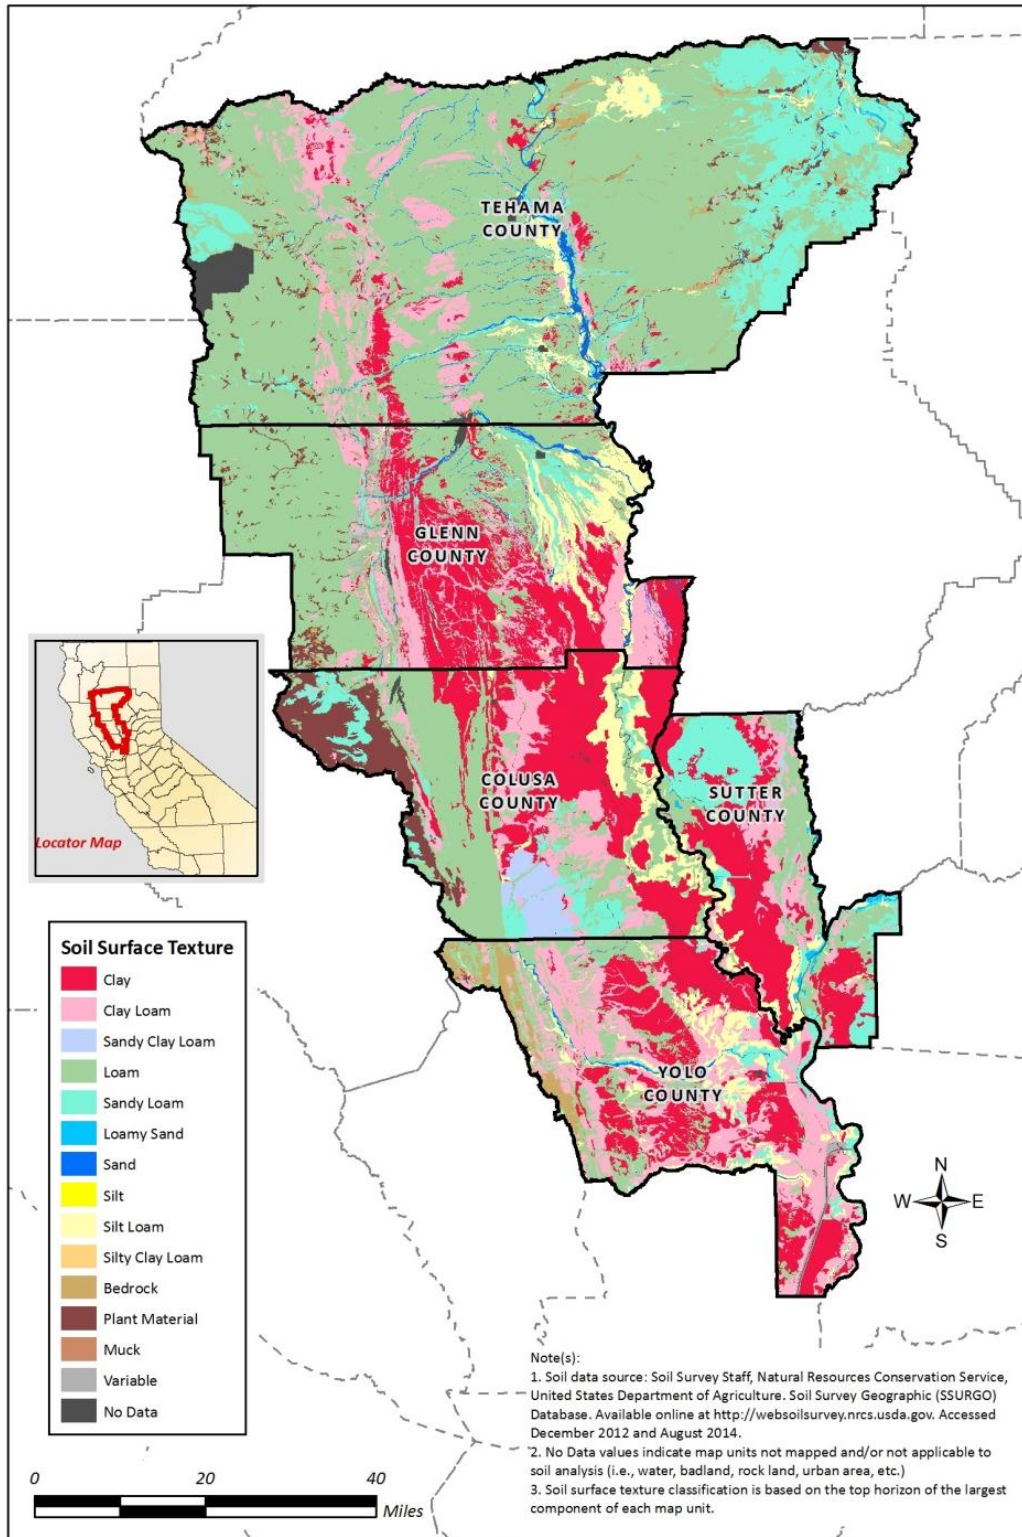 TEHAMA
COUNTY
GLENN
COUNTY
COLUSA
COUNTY
SUTTER
COUNTY
YOLO
COUNTY
Locator Map
Soil Surface Texture
Clay
Clay Loam
Sandy Clay Loam
Loam
Sandy Loam
Loamy Sand
Sand
Silt
Silt Loam
Silty Clay Loam
Bedrock
Plant Material
Muck
Variable
No Data
N
W E
S
0 20 40
Miles
Note(s):
1. Soil data source: Soil Survey Staff, Natural Resources Conservation Service,
United States Department of Agriculture. Soil Survey Geographic (SSURGO)
Database. Available online at http://websoilsurvey.nrcs.usda.gov. Accessed
December 2012 and August 2014.
2. No Data values indicate map units not mapped and/or not applicable to
soil analysis (i.e., water, badland, rock land, urban area, etc.)
3. Soil surface texture classification is based on the top horizon of the largest
component of each map unit.